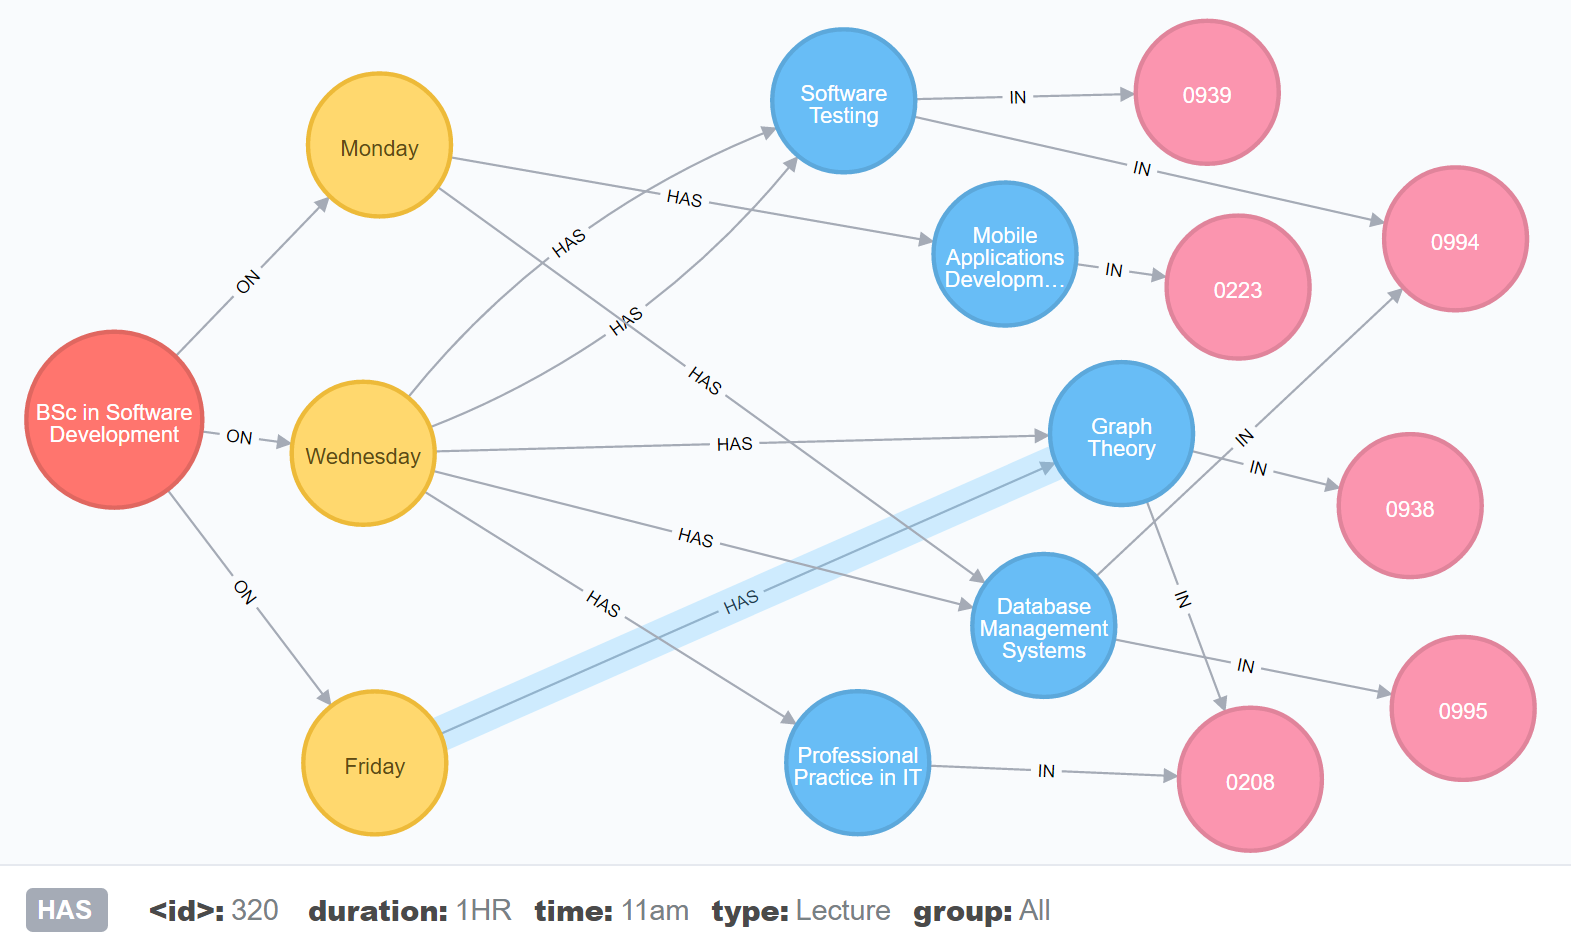 Software
Testing
0939
IN
Monday
IN
HAS
0994
Mobile
Applications
Developm...
HAS
IN
0223
ON
HAS
HAS
BSc in Software
Development
ON
Wednesday
HAS
Graph
Theory
IN
IN
0938
HAS
ON
HAS
HAS
IN
Database
Management
Systems
IN
0995
Friday
Professional
Practice in IT
IN
0208
HAS <id>: 320 duration: 1HR time: 11am type: Lecture group: All